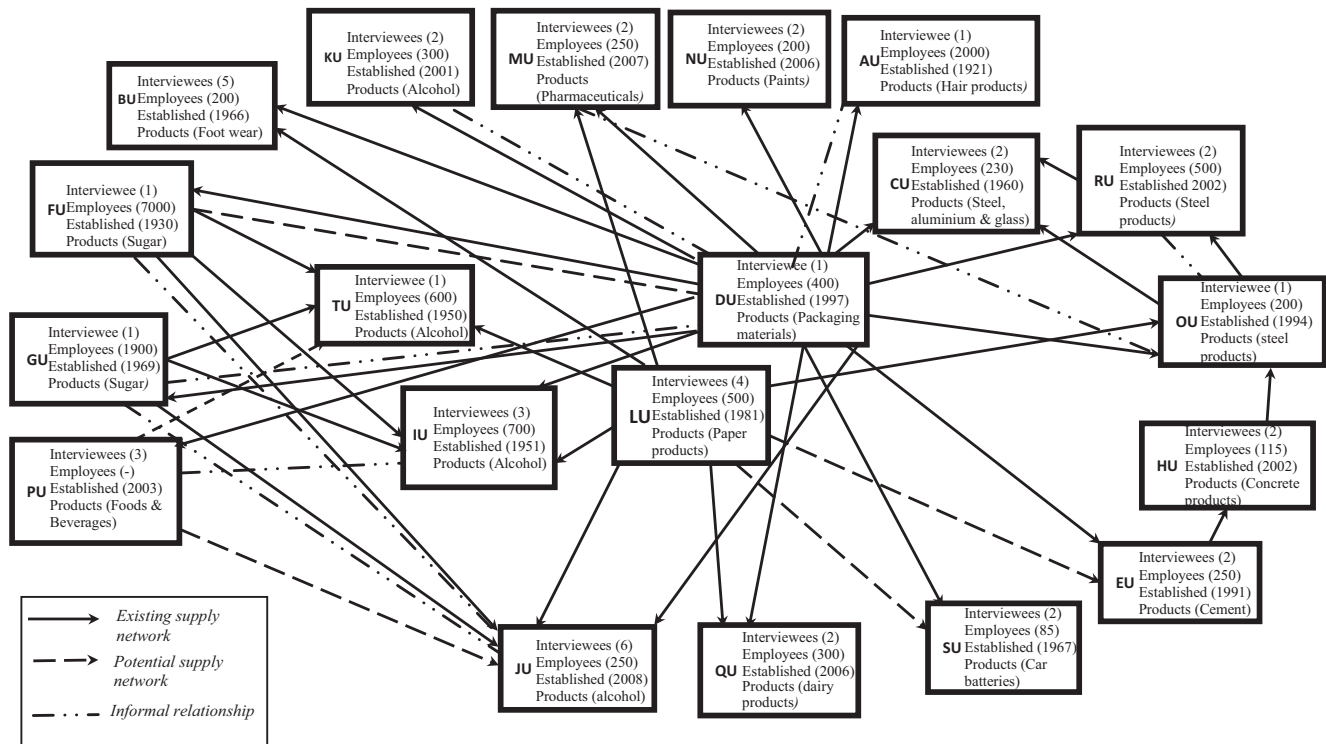 Interviewees (2)
KU Employees (300)
Established (2001)
Products (Alcohol)
Interviewees (2)
Employees (250)
MU Established (2007)
Products
(Pharmaceuticals)
Interviewees (2)
Employees (200)
NU Established (2006)
Products (Paints)
Interviewee (1)
Employees (2000)
AU Established (1921)
Products (Hair products)
Interviewees (5)
Employees (200)
BU Established (1966)
Products (Foot wear)
Interviewees (2)
Employees (230)
CU Established (1960)
Products (Steel,
aluminium & glass)
Interviewees (2)
Employees (500)
RU Established 2002)
Products (Steel
products)
Interviewee (1)
Employees (7000)
FU Established (1930)
Products (Sugar)
Interviewee (1)
Employees (600)
TU Established (1950)
Products (Alcohol)
Interviewee (1)
Employees (400)
DU Established (1997)
Products (Packaging
materials)
Interviewee (1)
Employees (200)
OU Established (1994)
Products (steel
products)
Interviewee (1)
Employees (1900)
GU Established (1969)
Products (Sugar)
Interviewees (3)
Employees (700)
IU Established (1951)
Products (Alcohol)
Interviewees (4)
Employees (500)
LU Established (1981)
Products (Paper
products)
Interviewees (2)
Employees (115)
HU Established (2002)
Products (Concrete
products)
Interviewees (3)
Employees (-)
PU Established (2003)
Products (Foods &
Beverages)
Interviewees (2)
Employees (250)
EU Established (1991)
Products (Cement)
Interviewees (6)
Employees (250)
JU Established (2008)
Products (alcohol)
Interviewees (2)
Employees (300)
QU Established (2006)
Products (dairy
products)
Interviewees (2)
Employees (85)
SU Established (1967)
Products (Car
batteries)
Existing supply
network
Potential supply
network
Informal relationship